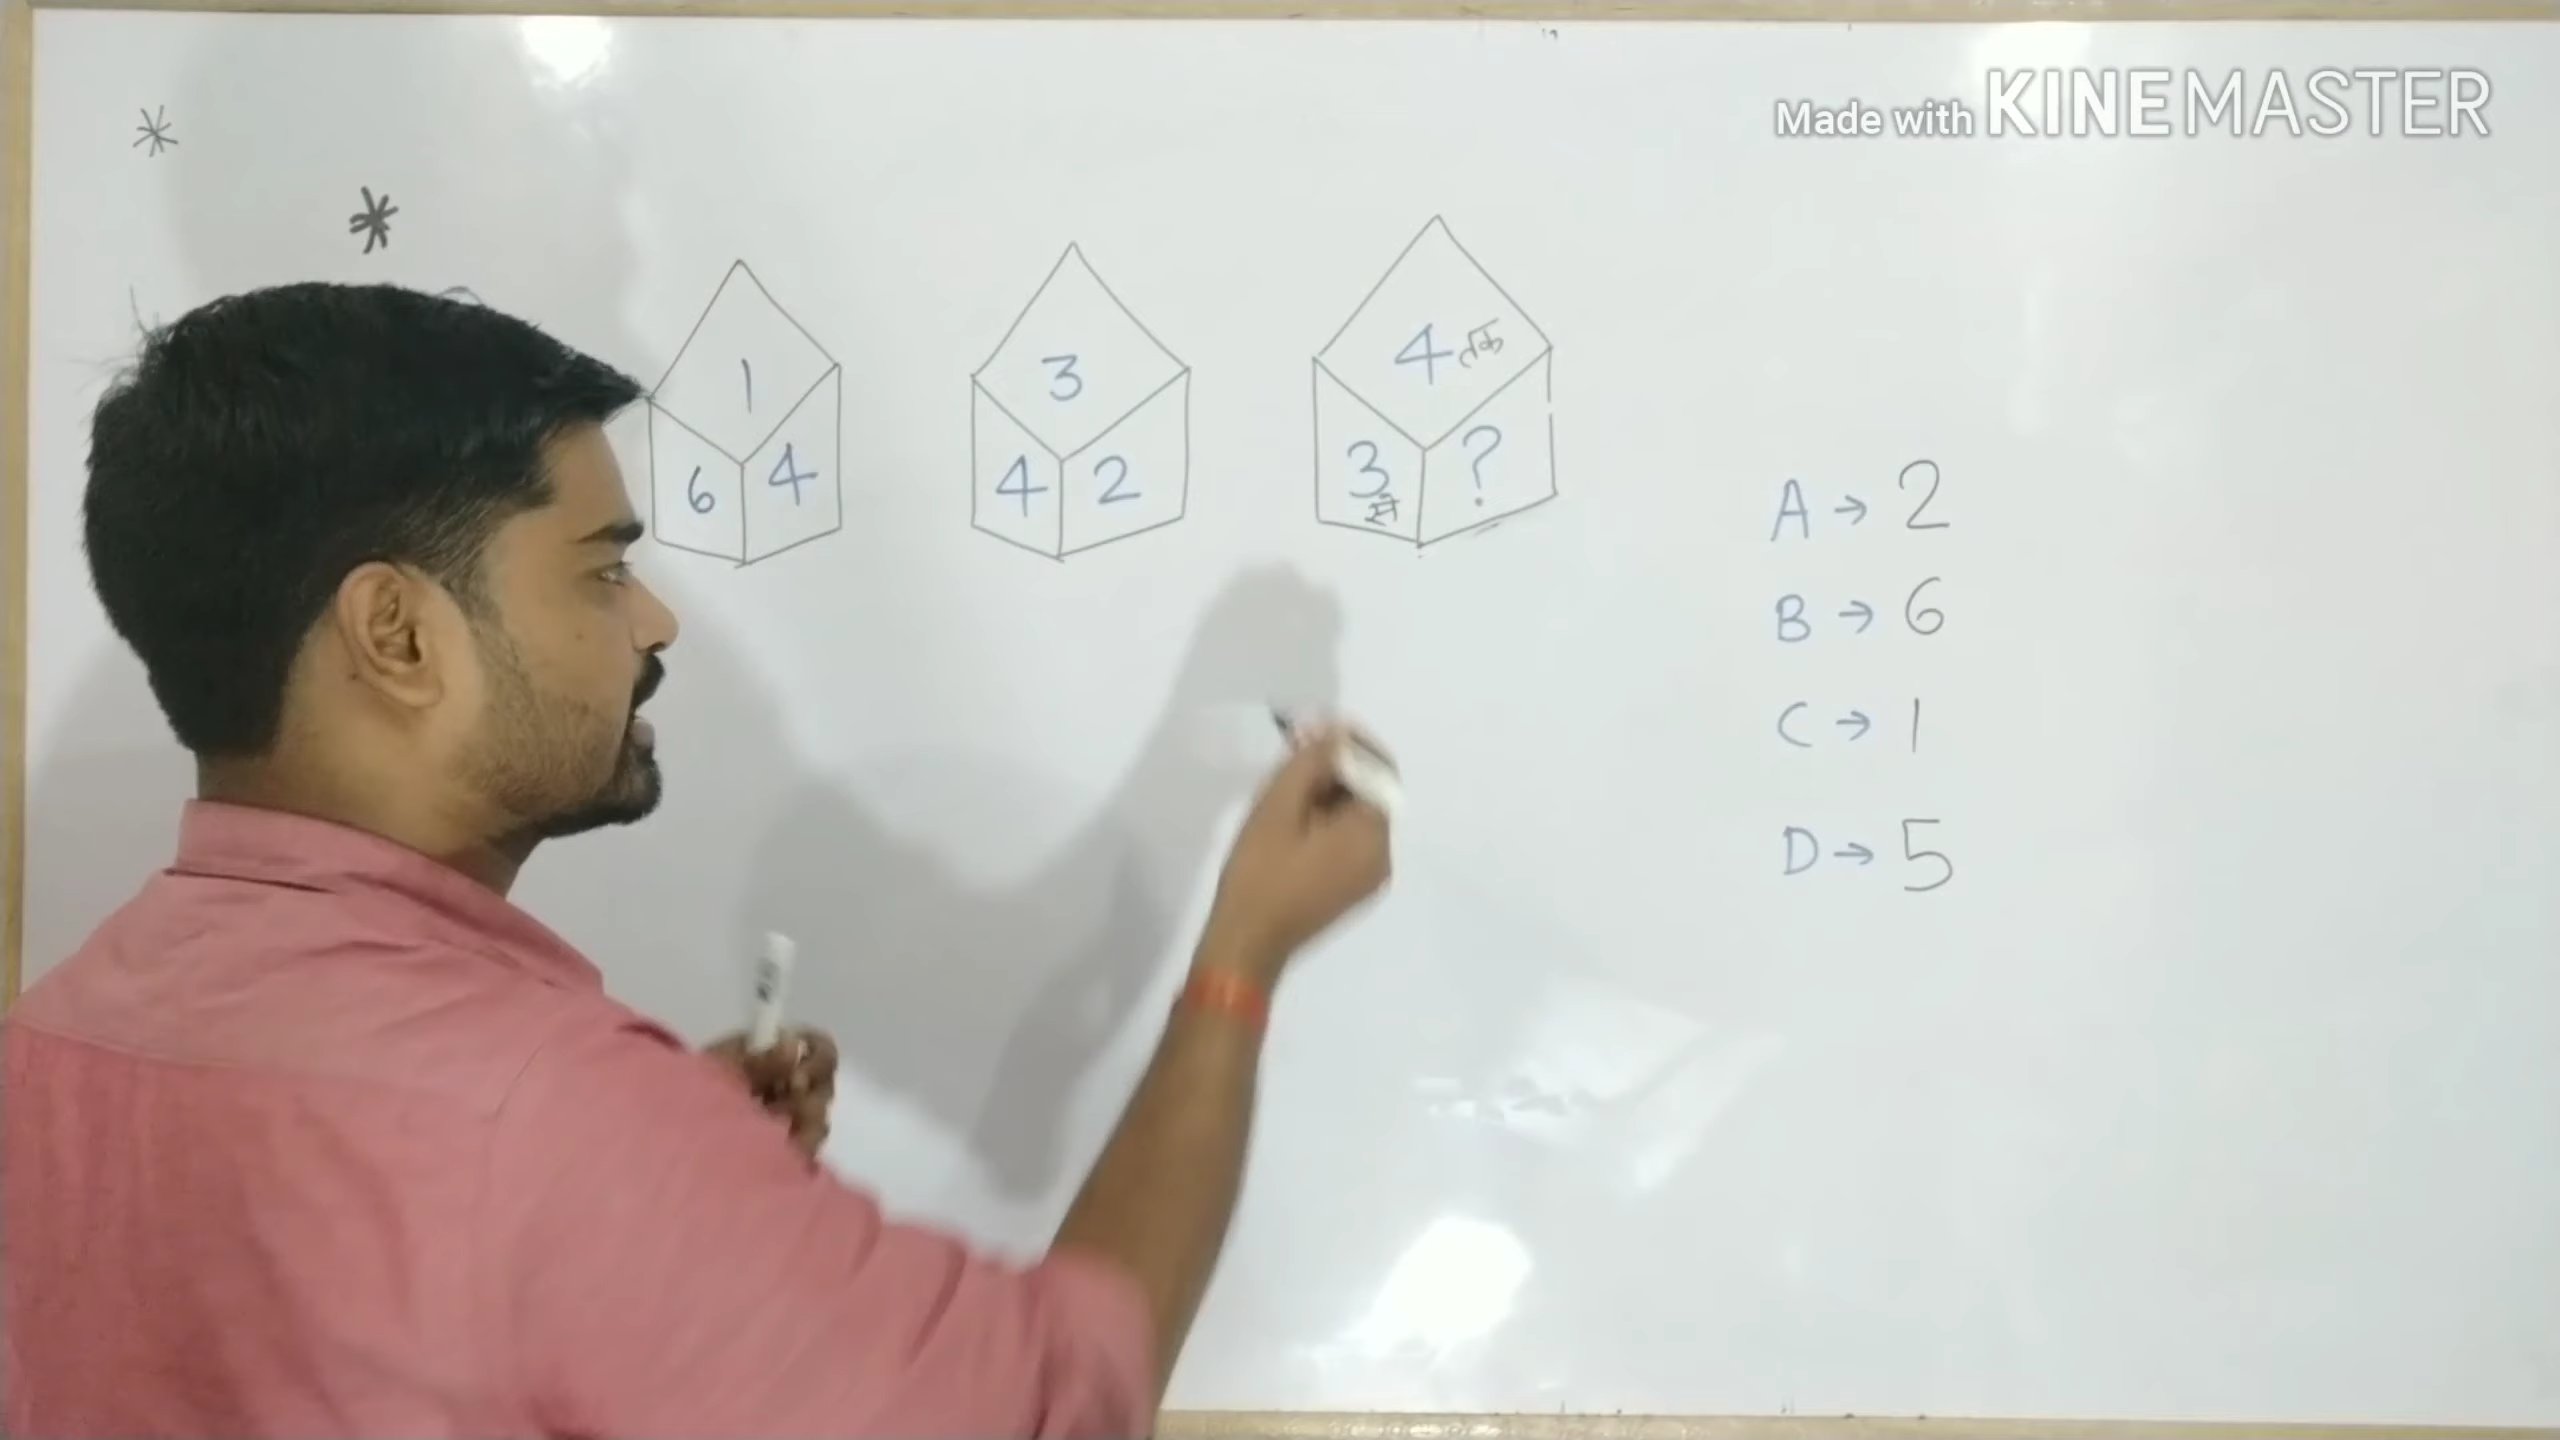 Made with KINEMASTER
*
*
1
6 4
3
4 2
4 तक
3 से ?
A → 2
B → 6
C → 1
D → 5